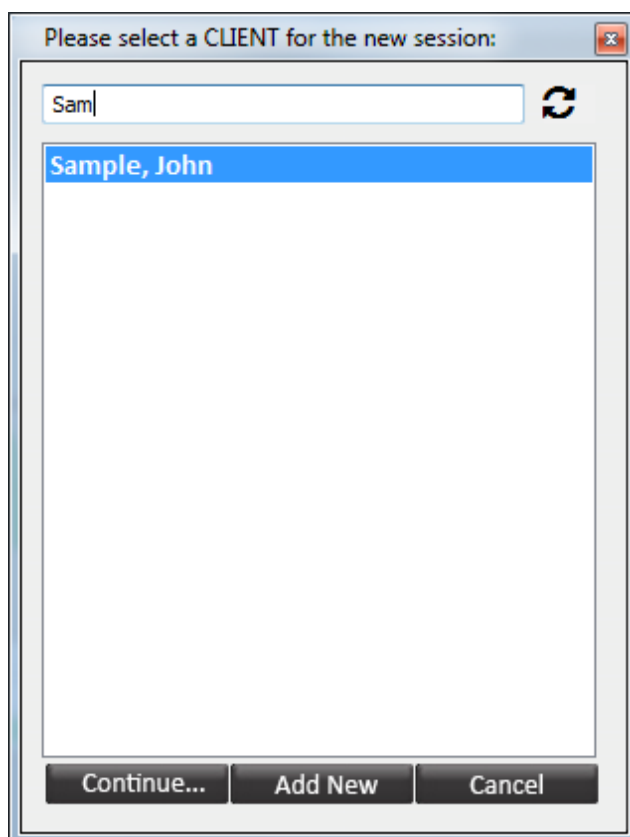 Please select a CLIENT for the new session:
Sam
Sample, John
Continue... Add New Cancel